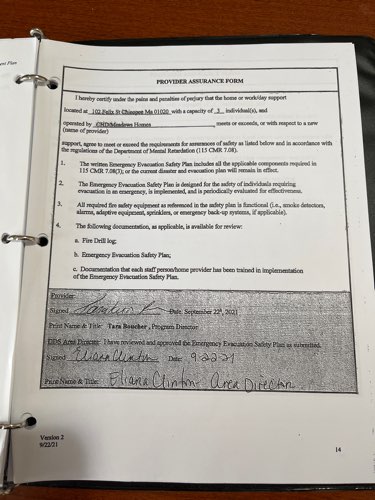 ent Plan
PROVIDER ASSURANCE FORM
I hereby certify under the pains and penalties of perjury that the home or work/day support
located at 102 Felix St Chicopee Ma 01020 with a capacity of 3 individual(s), and
operated by CHD/Meadows Homes meets or exceeds, or with respect to a new
(name of provider)
support, agree to meet or exceed the requirements for assurances of safety as listed below and in accordance with
the regulations of the Department of Mental Retardation (115 CMR 7.08).
1. The written Emergency Evacuation Safety Plan includes all the applicable components required in
115 CMR 7.08(3); or the current disaster and evacuation plan will remain in effect.
2. The Emergency Evacuation Safety Plan is designed for the safety of individuals requiring
evacuation in an emergency, is implemented, and is periodically evaluated for effectiveness.
3. All required fire safety equipment as referenced in the safety plan is functional (i.e., smoke detectors,
alarms, adaptive equipment, sprinklers, or emergency back-up systems, if applicable).
4. The following documentation, as applicable, is available for review:
a. Fire Drill log;
b. Emergency Evacuation Safety Plan;
c. Documentation that each staff person/home provider has been trained in implementation
of the Emergency Evacuation Safety Plan.
Provider:
Signed Date: September 22nd, 2021
Print Name & Title: Tara Boucher, Program Director
DDS Area Director: I have reviewed and approved the Emergency Evacuation Safety Plan as submitted.
Signed Eliana Clinton Date: 9-22-21
Print Name & Title: Eliana Clinton Area Director
Version 2
9/22/21
14